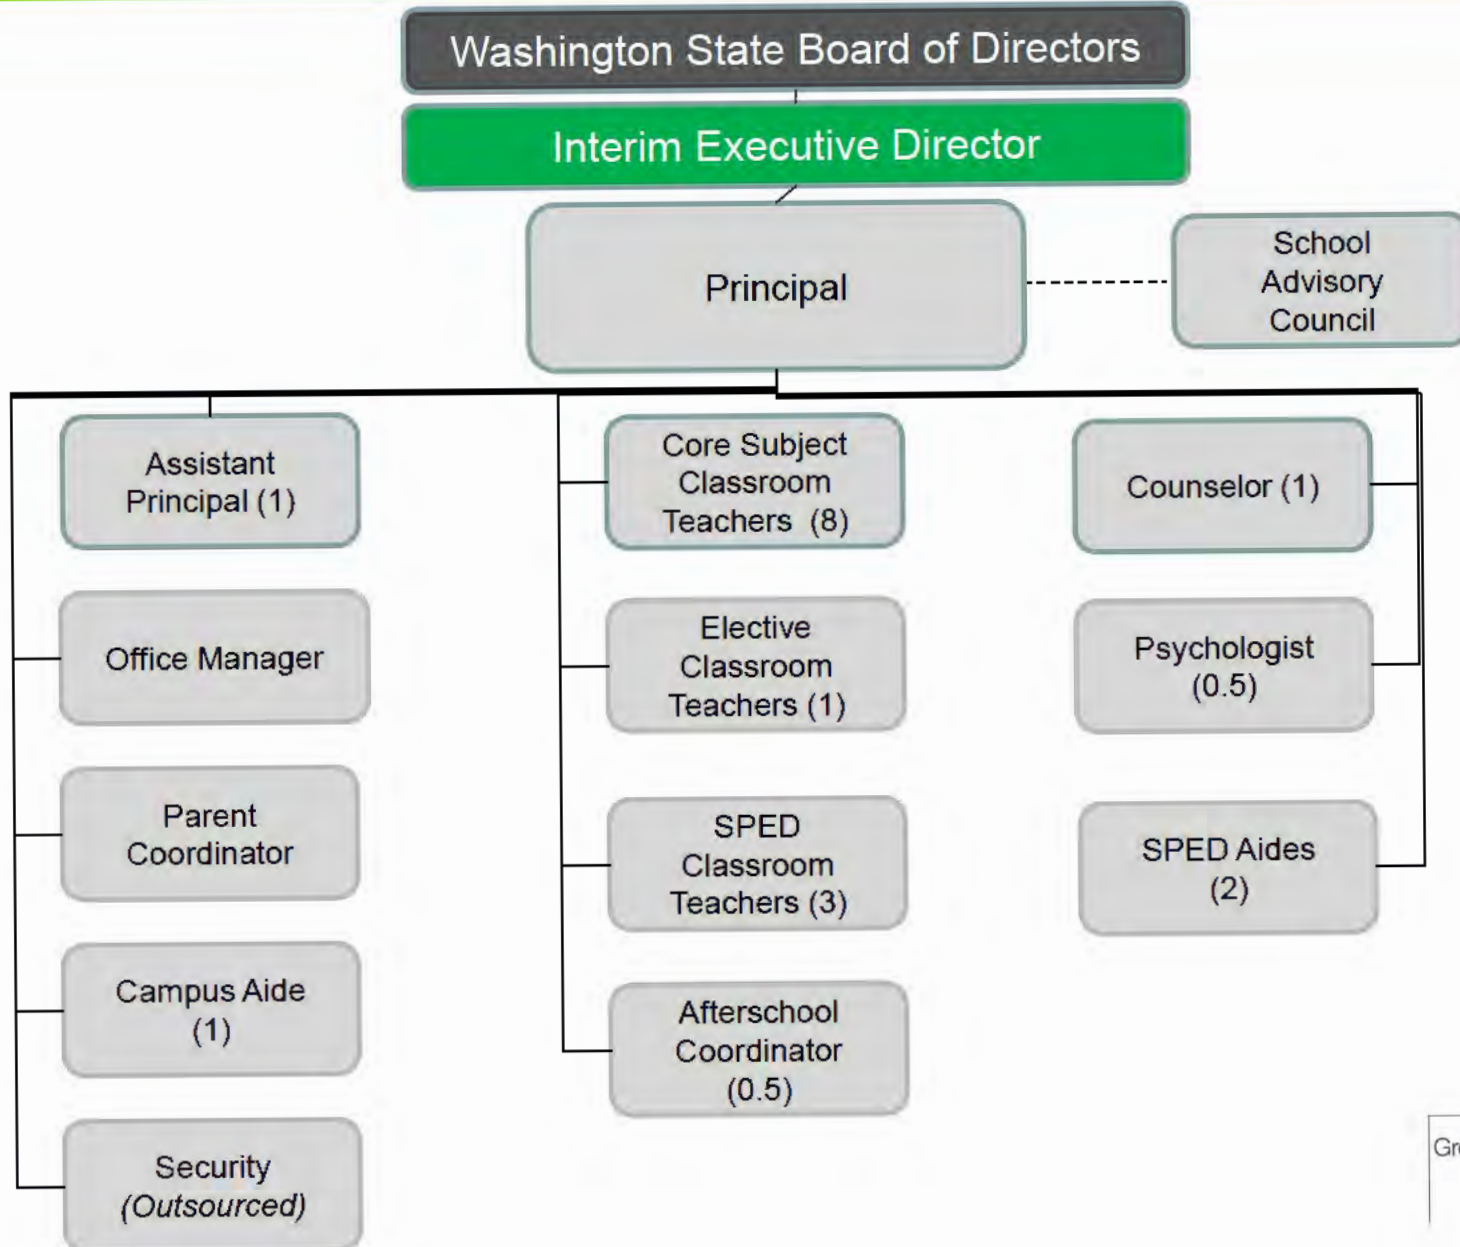 Washington State Board of Directors
Interim Executive Director
Principal
School
Advisory
Council
Assistant
Principal (1)
Office Manager
Parent
Coordinator
Campus Aide
(1)
Security
(Outsourced)
Core Subject
Classroom
Teachers (8)
Elective
Classroom
Teachers (1)
SPED
Classroom
Teachers (3)
Afterschool
Coordinator
(0.5)
Counselor (1)
Psychologist
(0.5)
SPED Aides
(2)